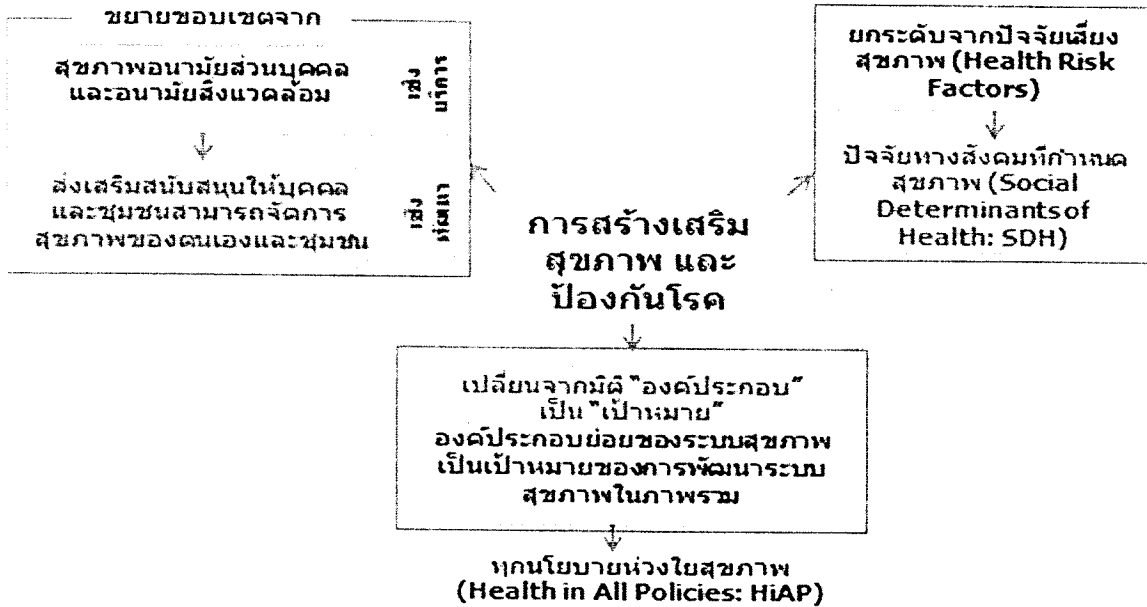 ขยายขอบเขตจาก
สุขภาพอนามัยส่วนบุคคล
และอนามัยสิ่งแวดล้อม
เชิง
บริการ
ส่งเสริมสนับสนุนให้บุคคล
และชุมชนสามารถจัดการ
สุขภาพของตนเองและชุมชน
เชิง
พัฒนา
ยกระดับจากปัจจัยเสี่ยง
สุขภาพ (Health Risk
Factors)
ปัจจัยทางสังคมที่กำหนด
สุขภาพ (Social
Determinants of
Health: SDH)
การสร้างเสริม
สุขภาพ และ
ป้องกันโรค
เปลี่ยนจากมิติ "องค์ประกอบ"
เป็น "เป้าหมาย"
องค์ประกอบย่อยของระบบสุขภาพ
เป็นเป้าหมายของการพัฒนาระบบ
สุขภาพในภาพรวม
ทุกนโยบายห่วงใยสุขภาพ
(Health in All Policies: HiAP)